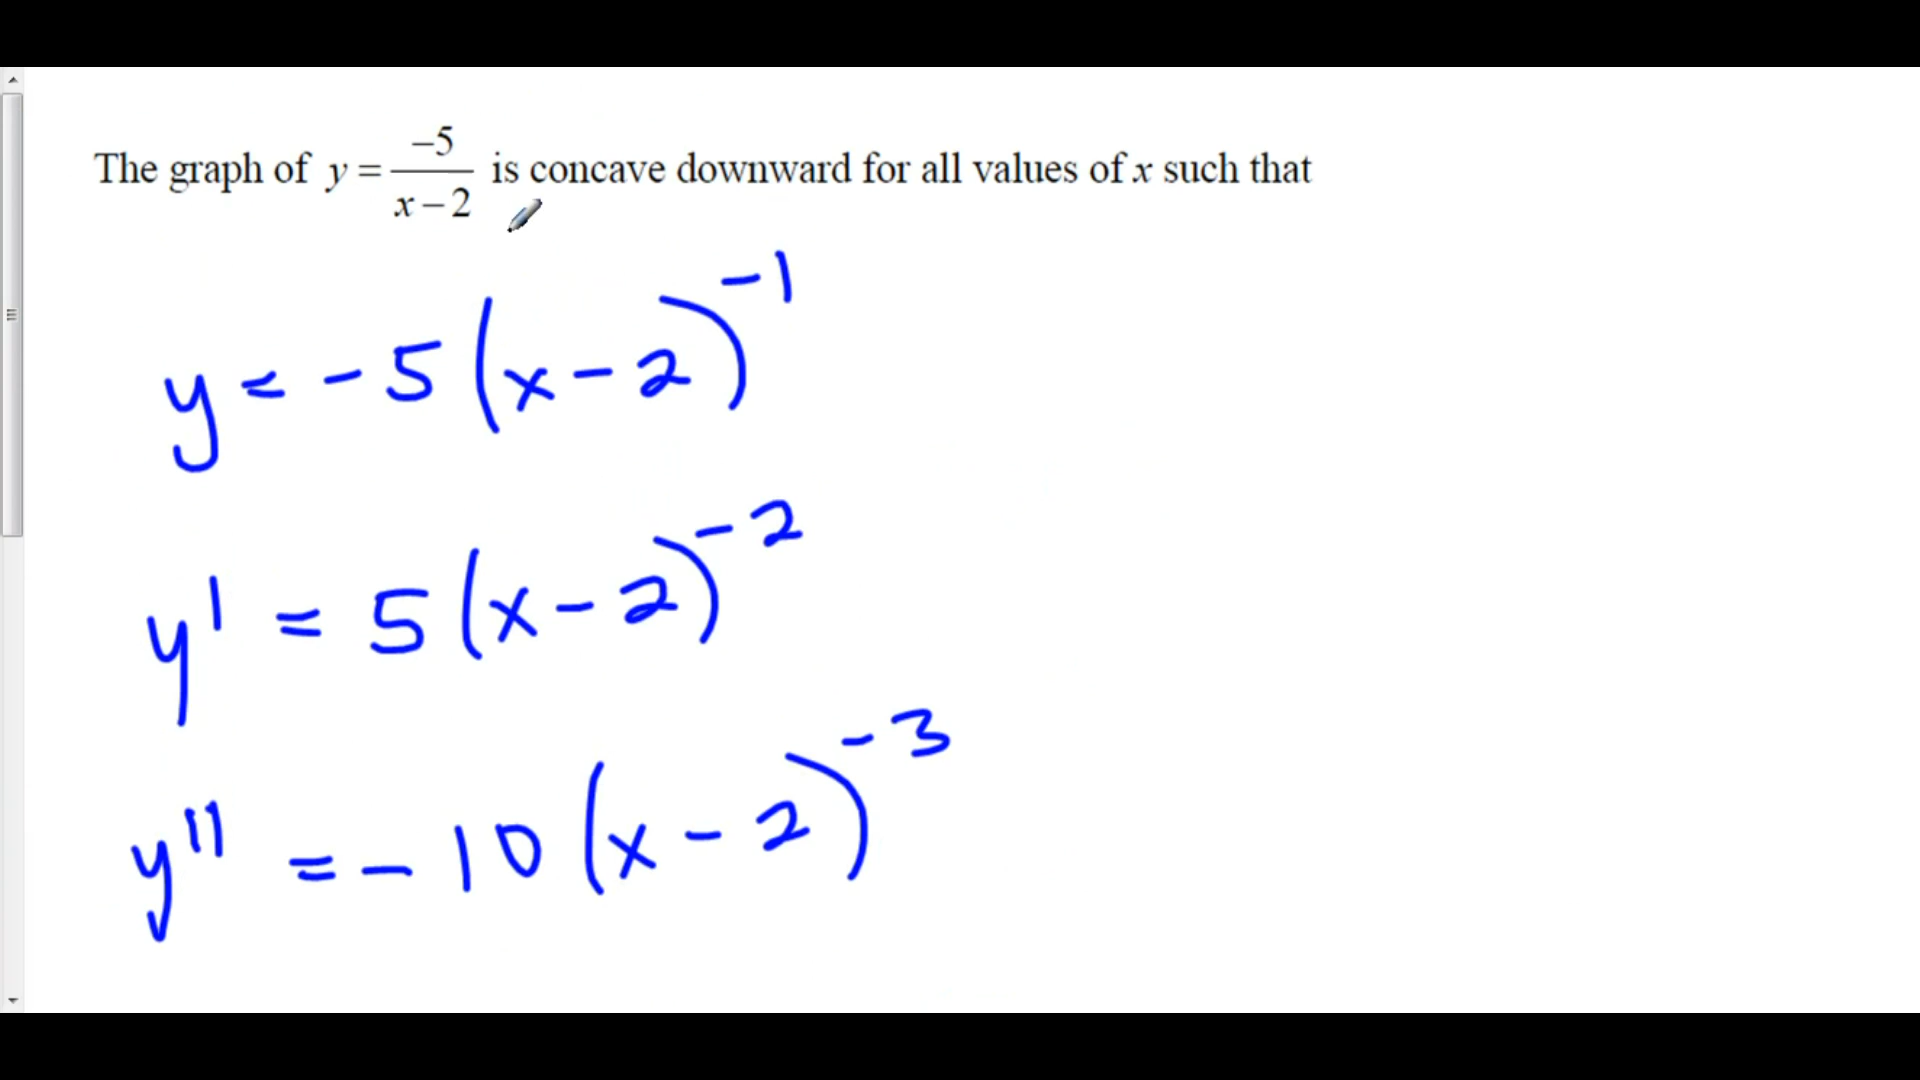 The graph of y = −5/(x − 2) is concave downward for all values of x such that
y = -5(x-2)^-1
y' = 5(x-2)^-2
y'' = -10(x-2)^-3